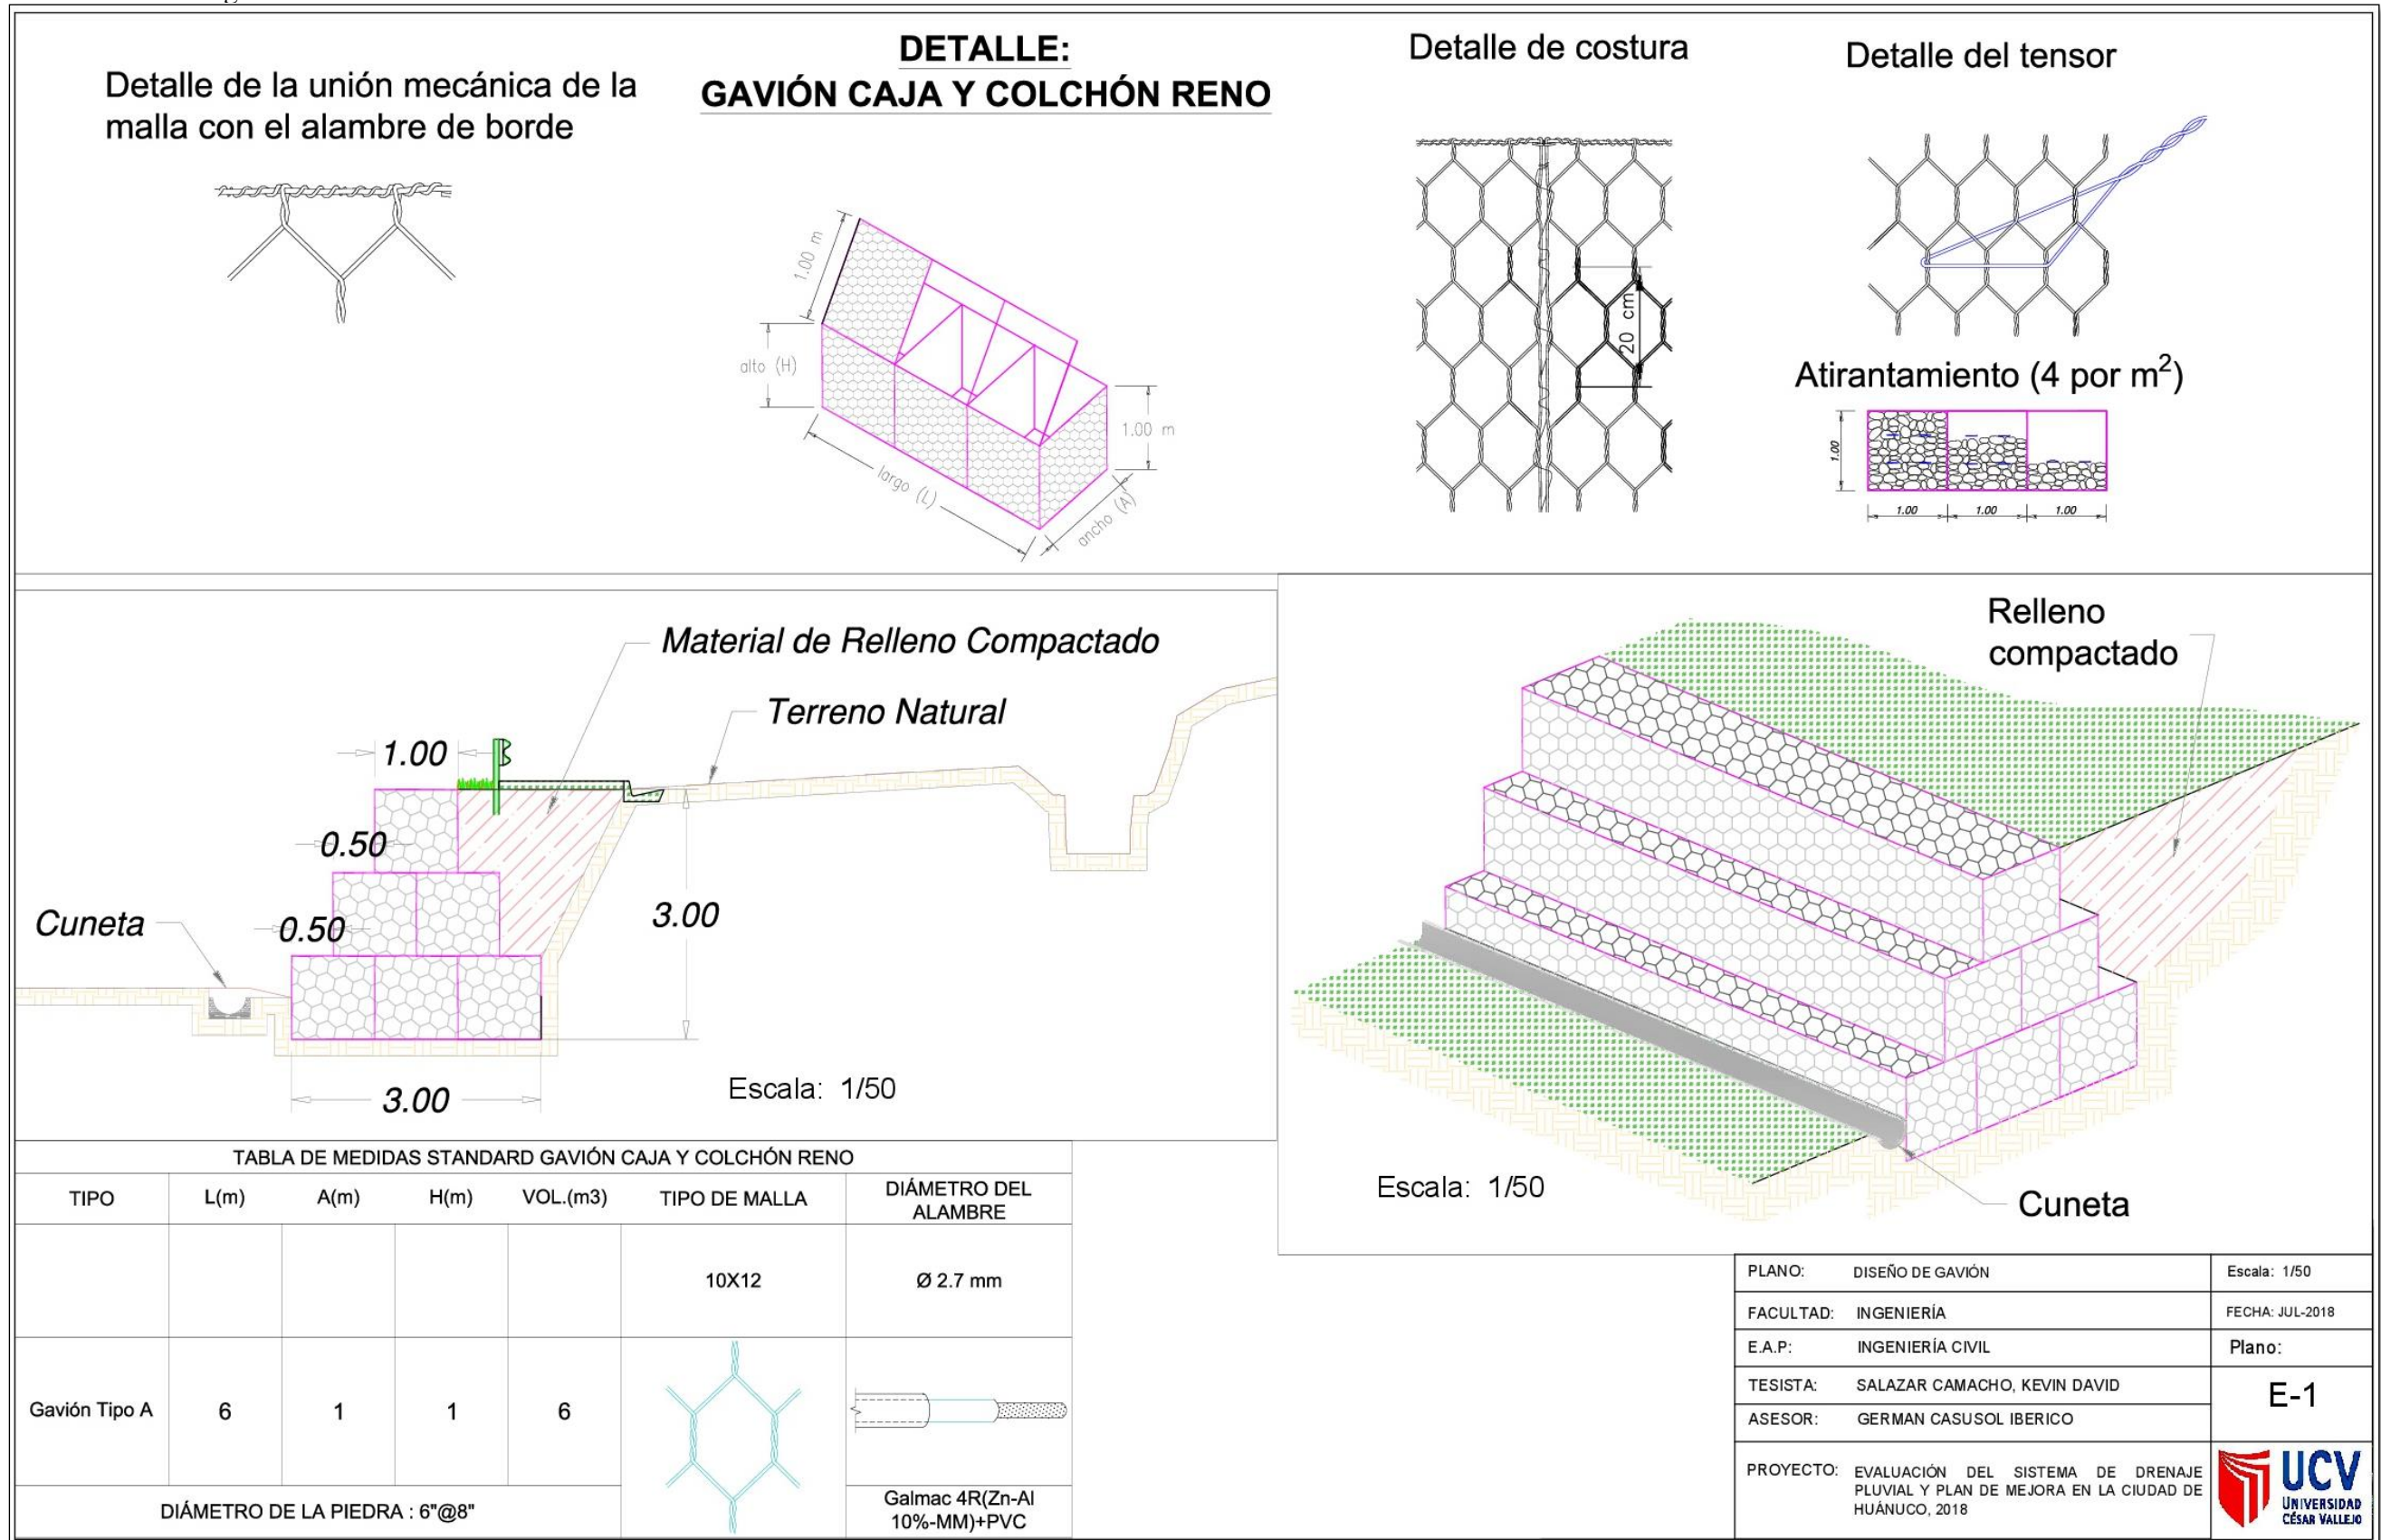 Detalle de la unión mecánica de la
malla con el alambre de borde
DETALLE:
GAVIÓN CAJA Y COLCHÓN RENO
Detalle de costura
Detalle del tensor
1.00 m
alto (H)
largo (L)
ancho (A)
1.00 m
20 cm
Atirantamiento (4 por m²)
1.00
1.00
1.00
1.00
Material de Relleno Compactado
Terreno Natural
1.00
0.50
0.50
Cuneta
3.00
3.00
Escala: 1/50
Relleno
compactado
Escala: 1/50
Cuneta
TABLA DE MEDIDAS STANDARD GAVIÓN CAJA Y COLCHÓN RENO
TIPO L(m) A(m) H(m) VOL.(m3) TIPO DE MALLA DIÁMETRO DEL
ALAMBRE
10X12 Ø 2.7 mm
Gavión Tipo A 6 1 1 6
DIÁMETRO DE LA PIEDRA : 6"@8"
Galmac 4R(Zn-Al
10%-MM)+PVC
PLANO: DISEÑO DE GAVIÓN Escala: 1/50
FACULTAD: INGENIERÍA FECHA: JUL-2018
E.A.P: INGENIERÍA CIVIL Plano:
TESISTA: SALAZAR CAMACHO, KEVIN DAVID
E-1
ASESOR: GERMAN CASUSOL IBERICO
PROYECTO: EVALUACIÓN DEL SISTEMA DE DRENAJE
PLUVIAL Y PLAN DE MEJORA EN LA CIUDAD DE
HUÁNUCO, 2018
UCV
UNIVERSIDAD
CÉSAR VALLEJO